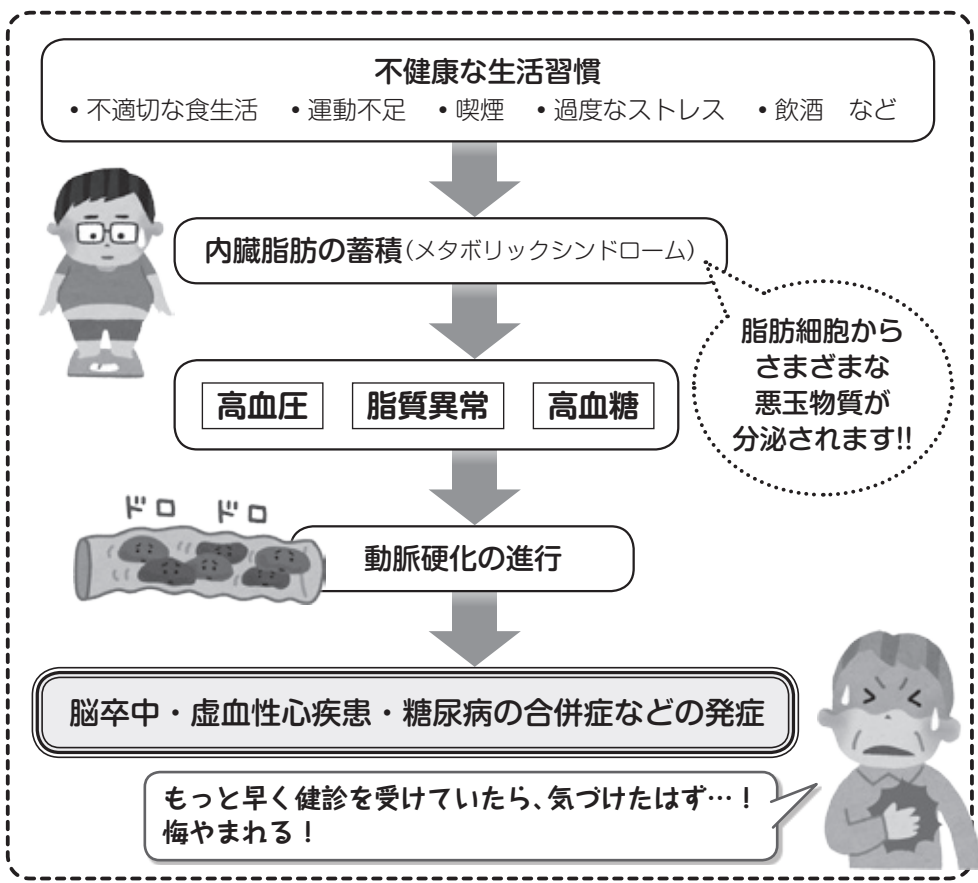 不健康な生活習慣
•不適切な食生活 •運動不足 •喫煙 •過度なストレス •飲酒 など
内臓脂肪の蓄積(メタボリックシンドローム)
脂肪細胞から
さまざまな
悪玉物質が
分泌されます!!
高血圧 脂質異常 高血糖
ドロ ドロ
動脈硬化の進行
脳卒中・虚血性心疾患・糖尿病の合併症などの発症
もっと早く健診を受けていたら、気づけたはず…！
悔やまれる！